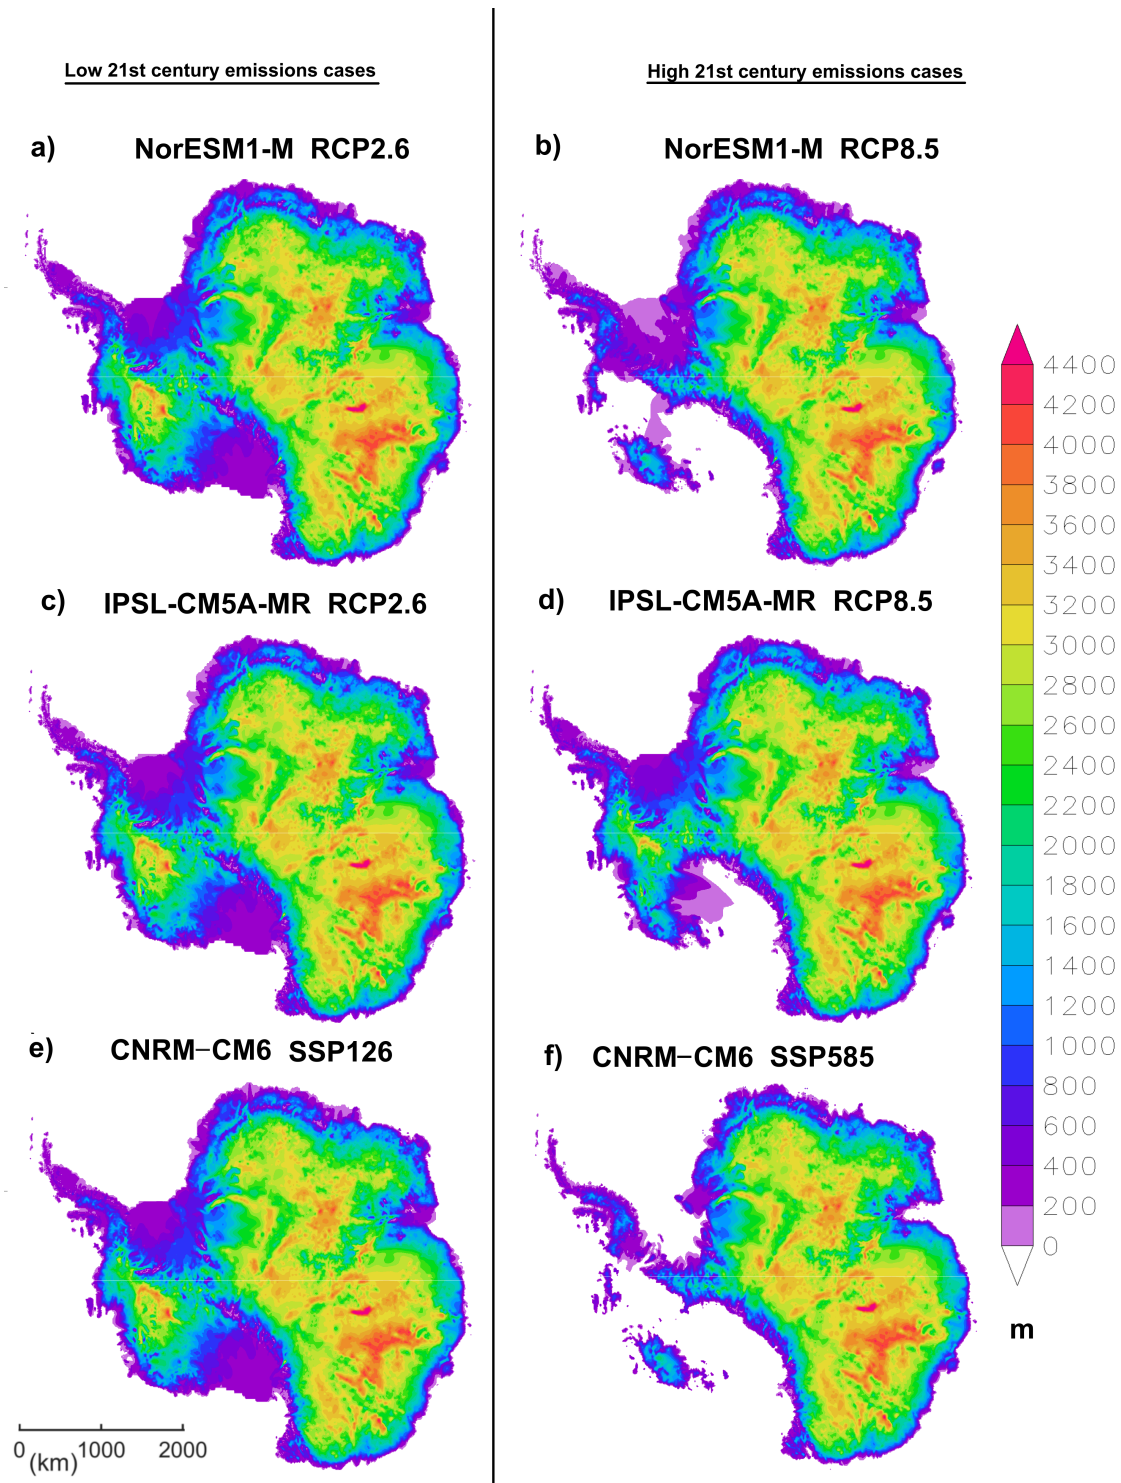 Low 21st century emissions cases
High 21st century emissions cases
a) NorESM1-M RCP2.6
b) NorESM1-M RCP8.5
c) IPSL-CM5A-MR RCP2.6
d) IPSL-CM5A-MR RCP8.5
e) CNRM−CM6 SSP126
f) CNRM−CM6 SSP585
4400
4200
4000
3800
3600
3400
3200
3000
2800
2600
2400
2200
2000
1800
1600
1400
1200
1000
800
600
400
200
0
m
0 1000 2000
(km)